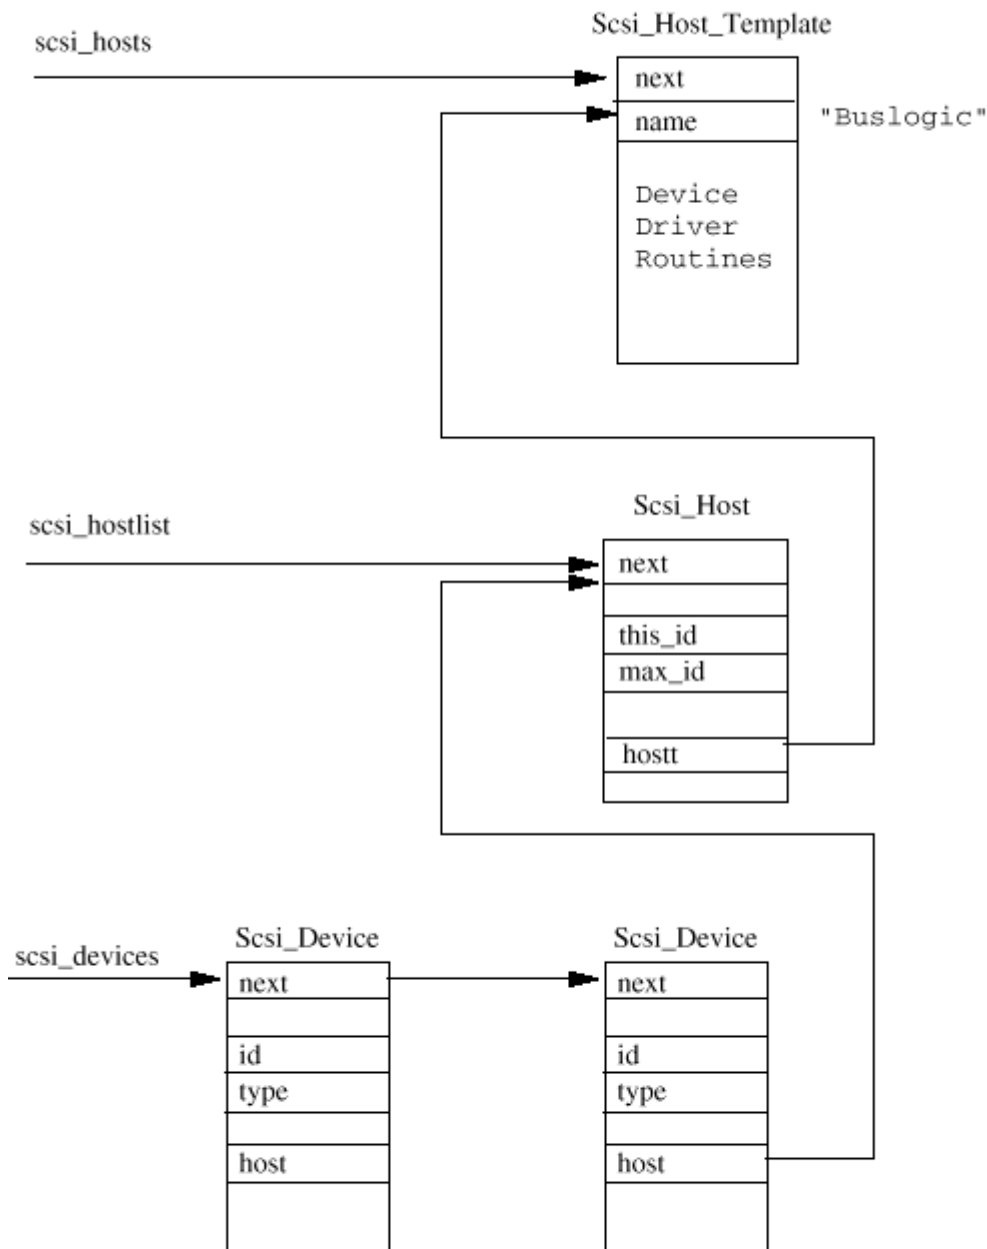 scsi_hosts
Scsi_Host_Template
next
name
"Buslogic"
Device
Driver
Routines
scsi_hostlist
Scsi_Host
next
this_id
max_id
hostt
scsi_devices
Scsi_Device
next
id
type
host
Scsi_Device
next
id
type
host